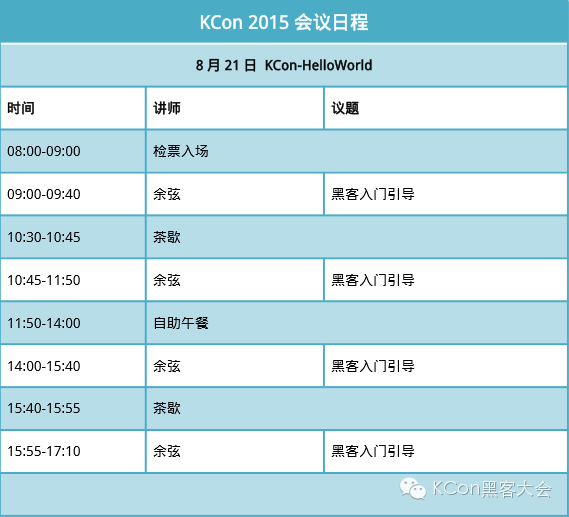 KCon 2015 会议日程
8 月 21 日 KCon-HelloWorld
时间 讲师 议题
08:00-09:00 检票入场
09:00-09:40 余弦 黑客入门引导
10:30-10:45 茶歇
10:45-11:50 余弦 黑客入门引导
11:50-14:00 自助午餐
14:00-15:40 余弦 黑客入门引导
15:40-15:55 茶歇
15:55-17:10 余弦 黑客入门引导
KCon黑客大会